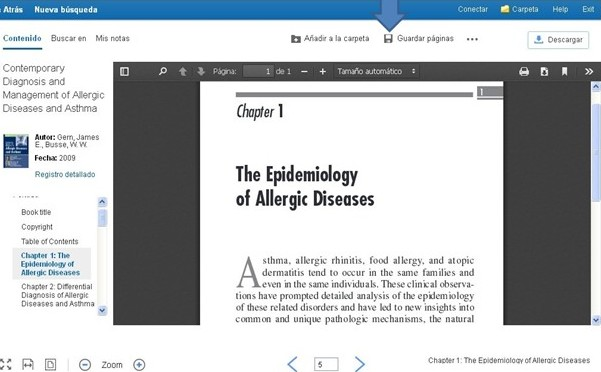 Atrás Nueva búsqueda
Conectar Carpeta Help Exit
Contenido Buscar en Mis notas
Añadir a la carpeta Guardar páginas ••• Descargar
Contemporary
Diagnosis and
Management of Allergic
Diseases and Asthma
Autor: Gern, James
E., Busse, W. W.
Fecha: 2009
Registro detallado
Book title
Copyright
Table of Contents
Chapter 1: The
Epidemiology of
Allergic Diseases
Chapter 2: Differential
Diagnosis of Allergic
Diseases and Asthma
Página: 1 de 1 − + Tamaño automático
1
Chapter 1
The Epidemiology
of Allergic Diseases
Asthma, allergic rhinitis, food allergy, and atopic
dermatitis tend to occur in the same families and
even in the same individuals. These clinical observa-
tions have prompted detailed analysis of the epidemiology
of these related disorders and have led to new insights into
common and unique pathologic mechanisms, the natural
Zoom
5
Chapter 1: The Epidemiology of Allergic Diseases